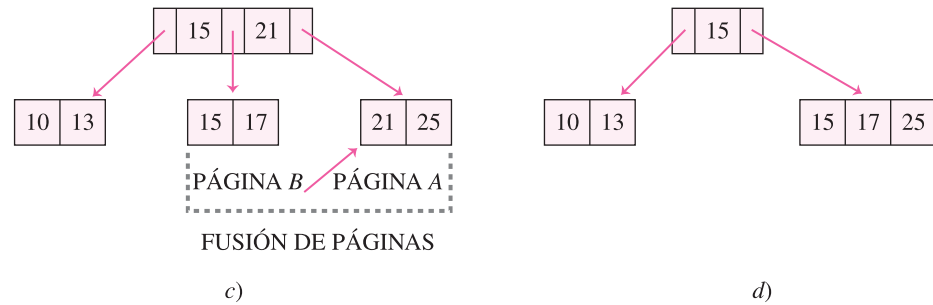 15 21
15
10 13
15 17
21 25
10 13
15 17 25
PÁGINA B PÁGINA A
FUSIÓN DE PÁGINAS
c)
d)